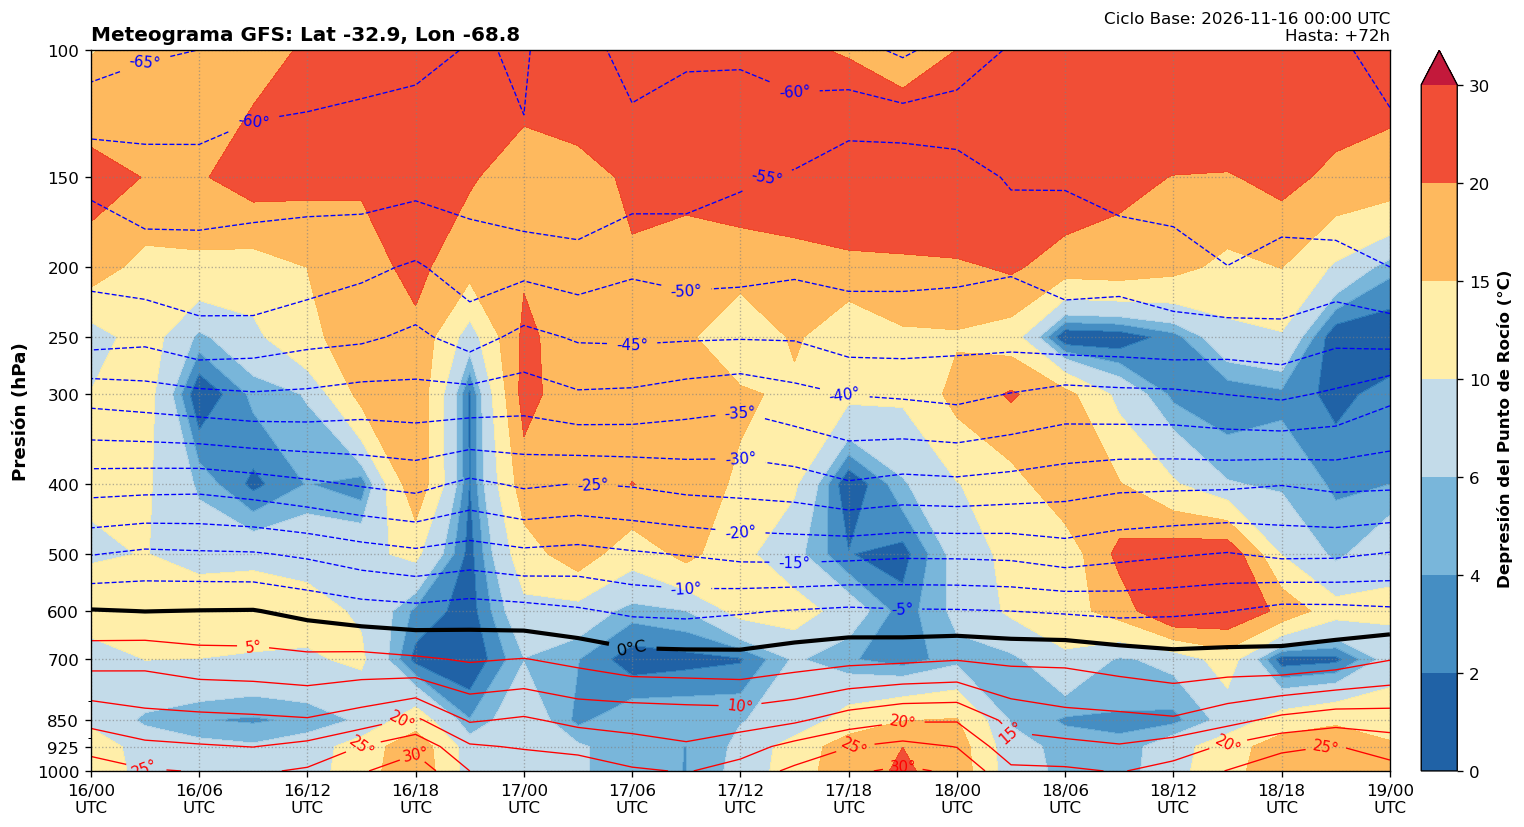 Ciclo Base: 2026-11-16 00:00 UTC
Meteograma GFS: Lat -32.9, Lon -68.8
Hasta: +72h
Presión (hPa)
100
150
200
250
300
400
500
600
700
850
925
1000
-65°
-60°
-60°
-55°
-50°
-45°
-40°
-35°
-30°
-25°
-20°
-15°
-10°
-5°
0°C
5°
10°
15°
20°
20°
20°
25°
25°
25°
25°
30°
30°
16/00 UTC
16/06 UTC
16/12 UTC
16/18 UTC
17/00 UTC
17/06 UTC
17/12 UTC
17/18 UTC
18/00 UTC
18/06 UTC
18/12 UTC
18/18 UTC
19/00 UTC
30
20
15
10
6
4
2
0
Depresión del Punto de Rocío (°C)